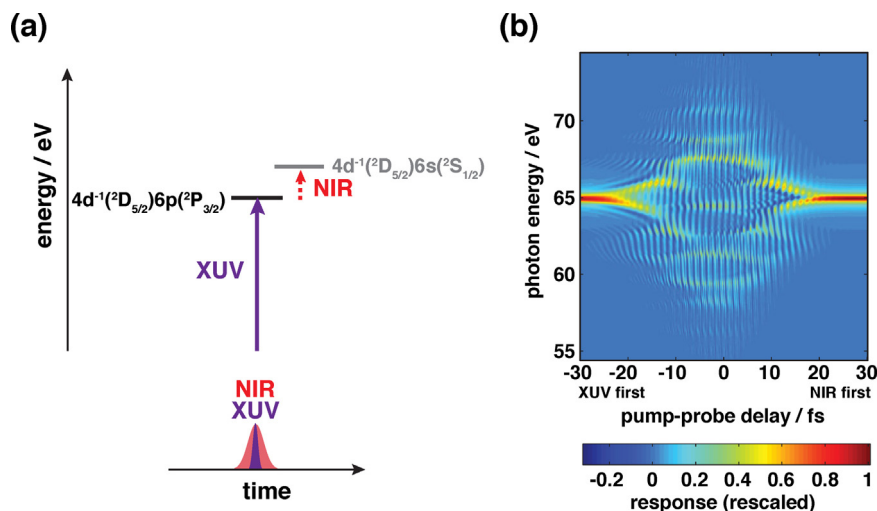 (a)
energy / eV
4d⁻¹(²D₅/₂)6s(²S₁/₂)
NIR
4d⁻¹(²D₅/₂)6p(²P₃/₂)
XUV
NIR
XUV
time
(b)
photon energy / eV
70
65
60
55
-30 -20 -10 0 10 20 30
XUV first NIR first
pump-probe delay / fs
-0.2 0 0.2 0.4 0.6 0.8 1
response (rescaled)